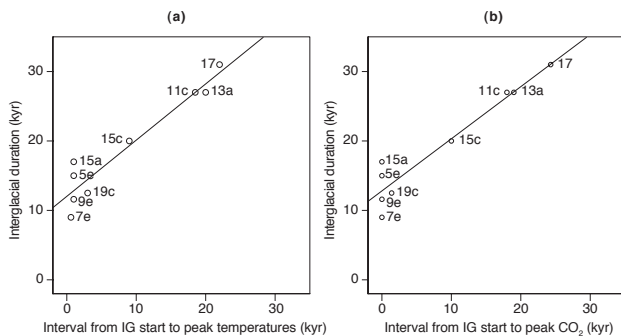 (a)
Interglacial duration (kyr)
30
20
10
0
17
11c
13a
15c
15a
5e
19c
9e
7e
0
10
20
30
Interval from IG start to peak temperatures (kyr)
(b)
Interglacial duration (kyr)
30
20
10
0
17
11c
13a
15c
15a
5e
19c
9e
7e
0
10
20
30
Interval from IG start to peak CO₂ (kyr)